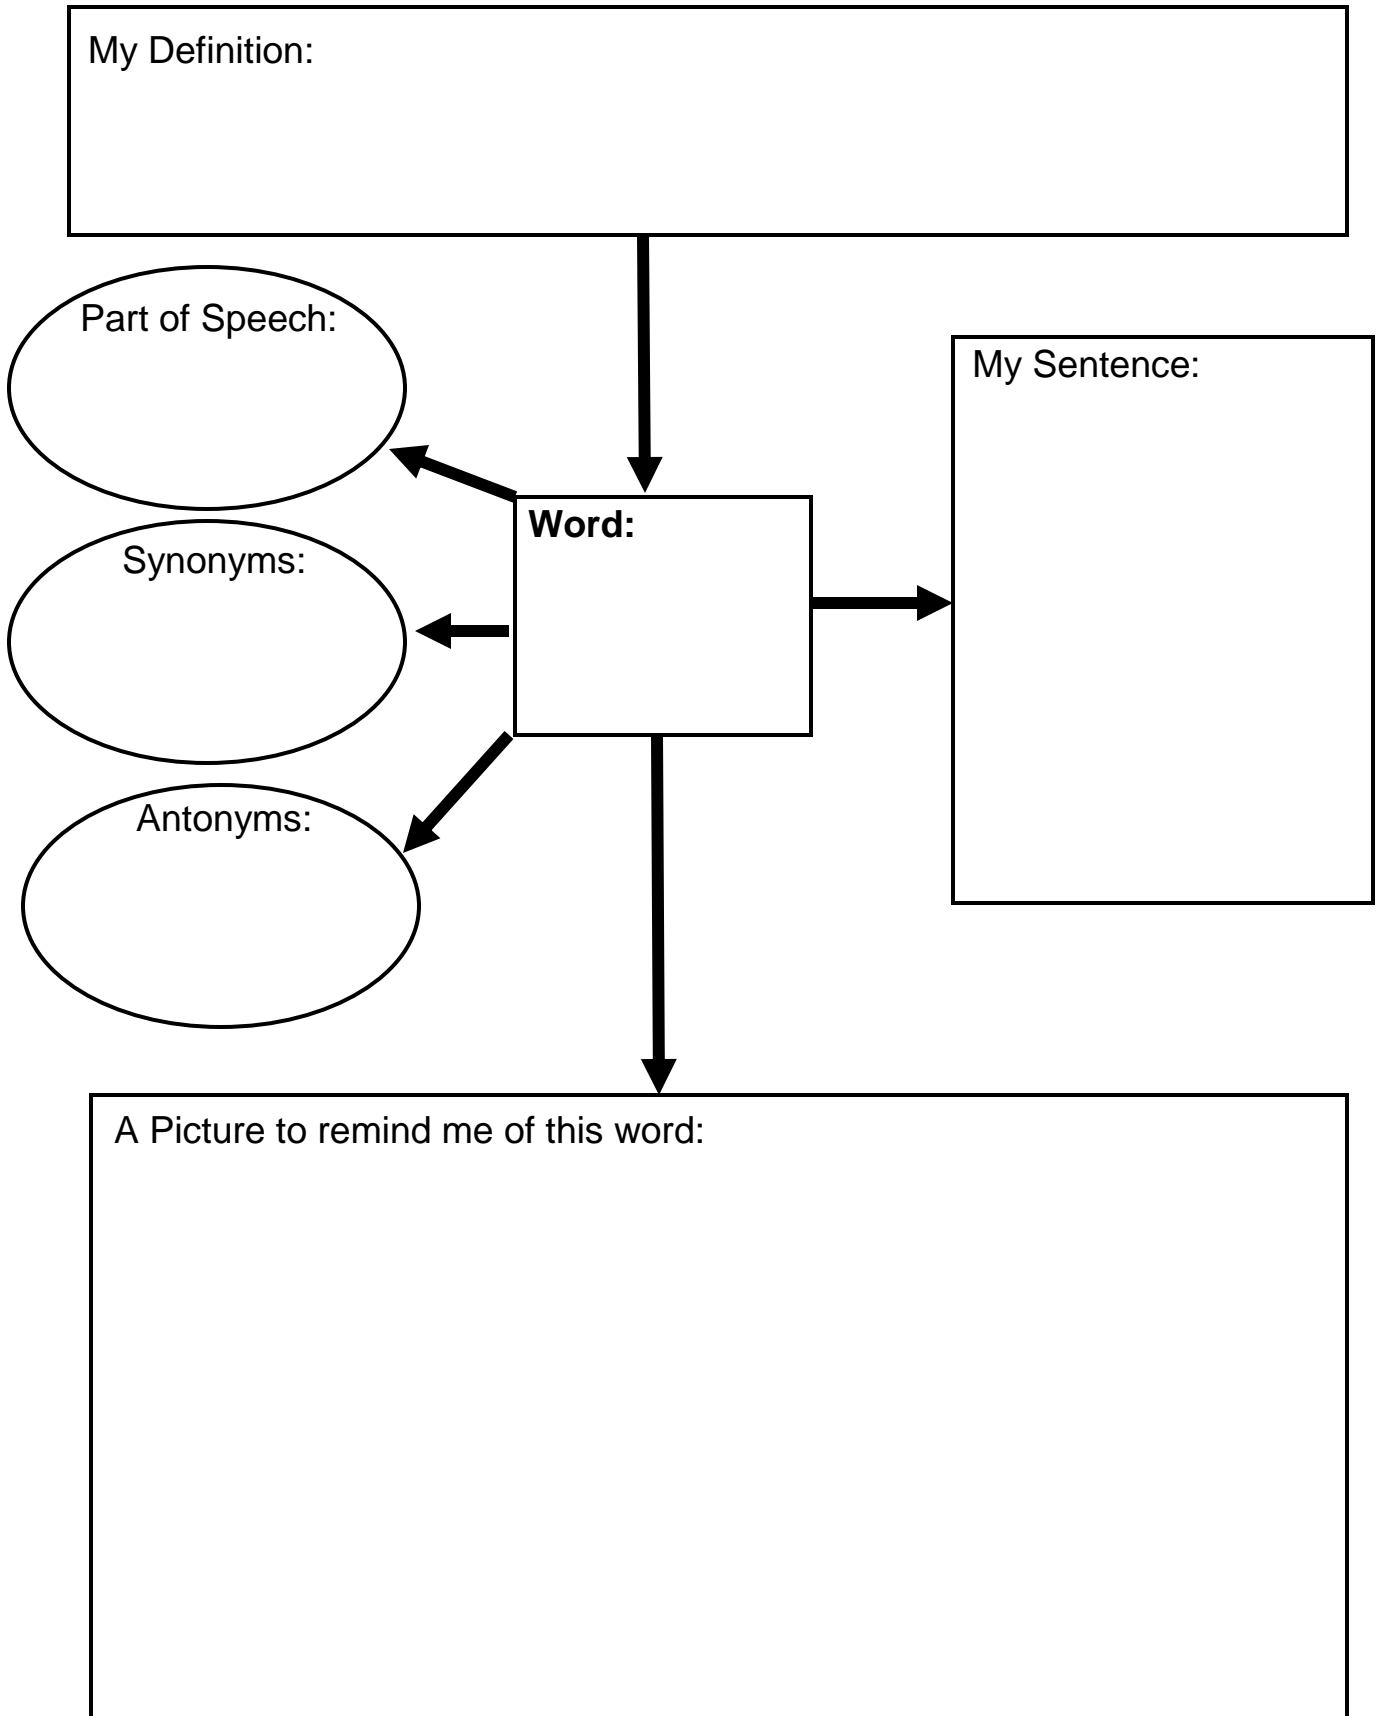 My Definition:
Part of Speech:
My Sentence:
Word:
Synonyms:
Antonyms:
A Picture to remind me of this word: